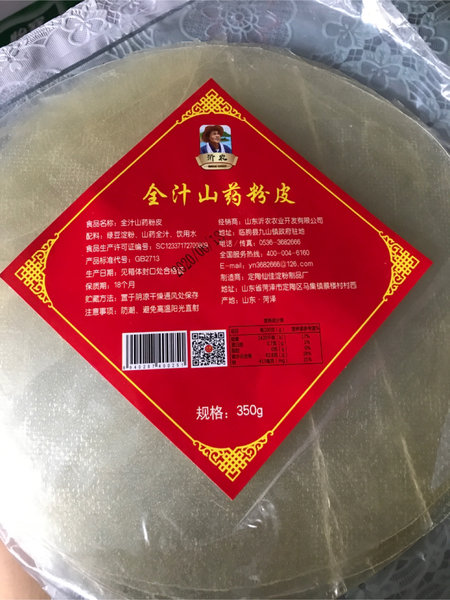 沂农
全汁山药粉皮
食品名称：全汁山药粉皮
配料：绿豆淀粉、山药全汁、饮用水
食品生产许可证编号：SC1233717270
产品标准代号：GB2713
生产日期：见箱体封口处合格
保质期：18个月
贮藏方法：置于阴凉干燥通风处保存
注意事项：防潮、避免高温阳光直射
经销商：山东沂农农业开发有限公司
地址：临朐县九山镇政府驻地
电话/传真：0536-3682666
全国服务热线：400-004-6160
E-mail：yn3682666@126.com
制造商：定陶仙佳淀粉制品厂
地址：山东省菏泽市定陶区马集镇蔡楼村村西
产地：山东·菏泽
规格：350g